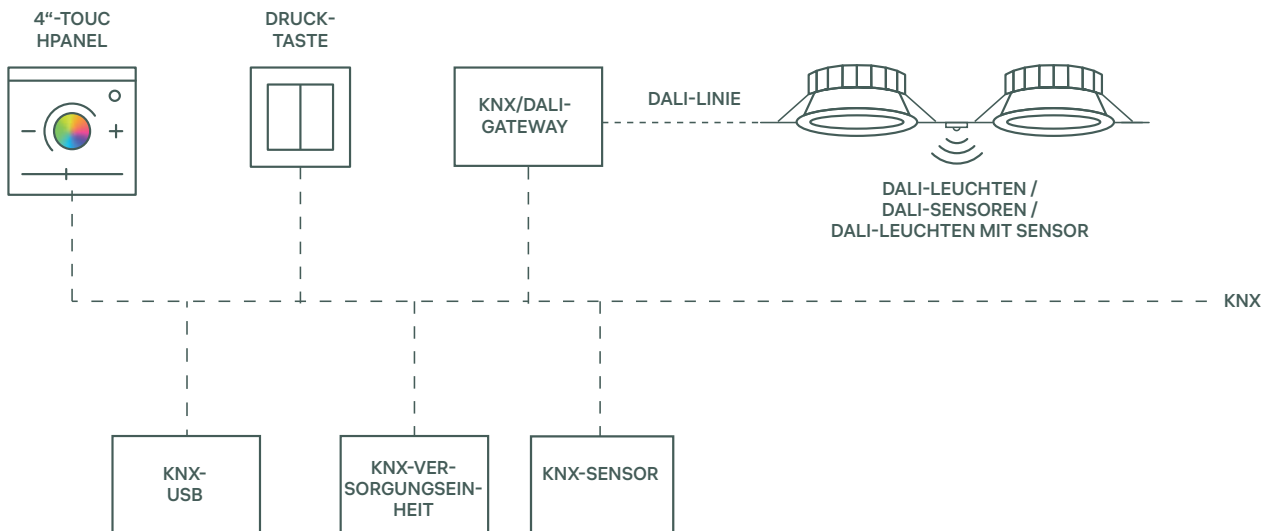 4“-TOUC
HPANEL
DRUCK-
TASTE
KNX/DALI-
GATEWAY
DALI-LINIE
DALI-LEUCHTEN /
DALI-SENSOREN /
DALI-LEUCHTEN MIT SENSOR
KNX
KNX-
USB
KNX-VER-
SORGUNGSEIN-
HEIT
KNX-SENSOR